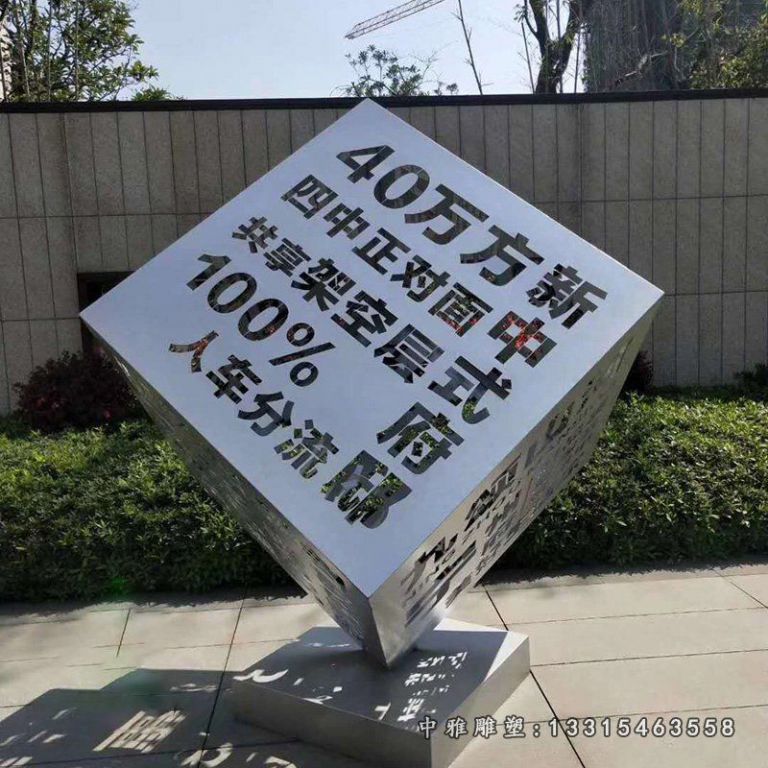 40万方
四中正对面
共享架空层
100%
人车分流
新中式府邸
中雅雕塑:13315463558